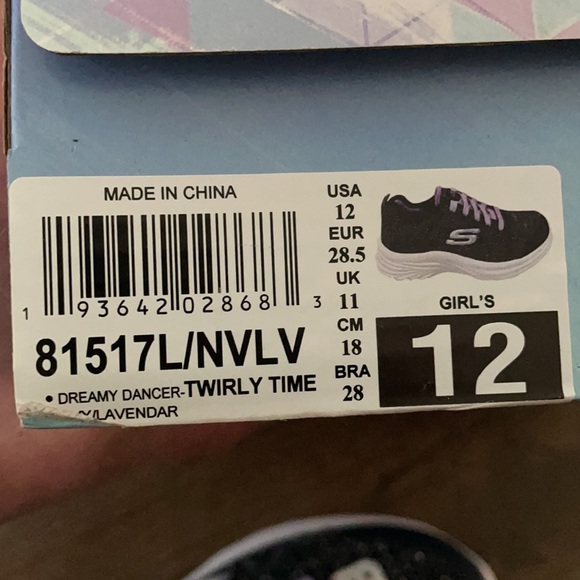 MADE IN CHINA
1 93642 02868 3
81517L/NVLV
• DREAMY DANCER-TWIRLY TIME
/LAVENDAR
USA
12
EUR
28.5
UK
11
CM
18
BRA
28
S
GIRL'S
12